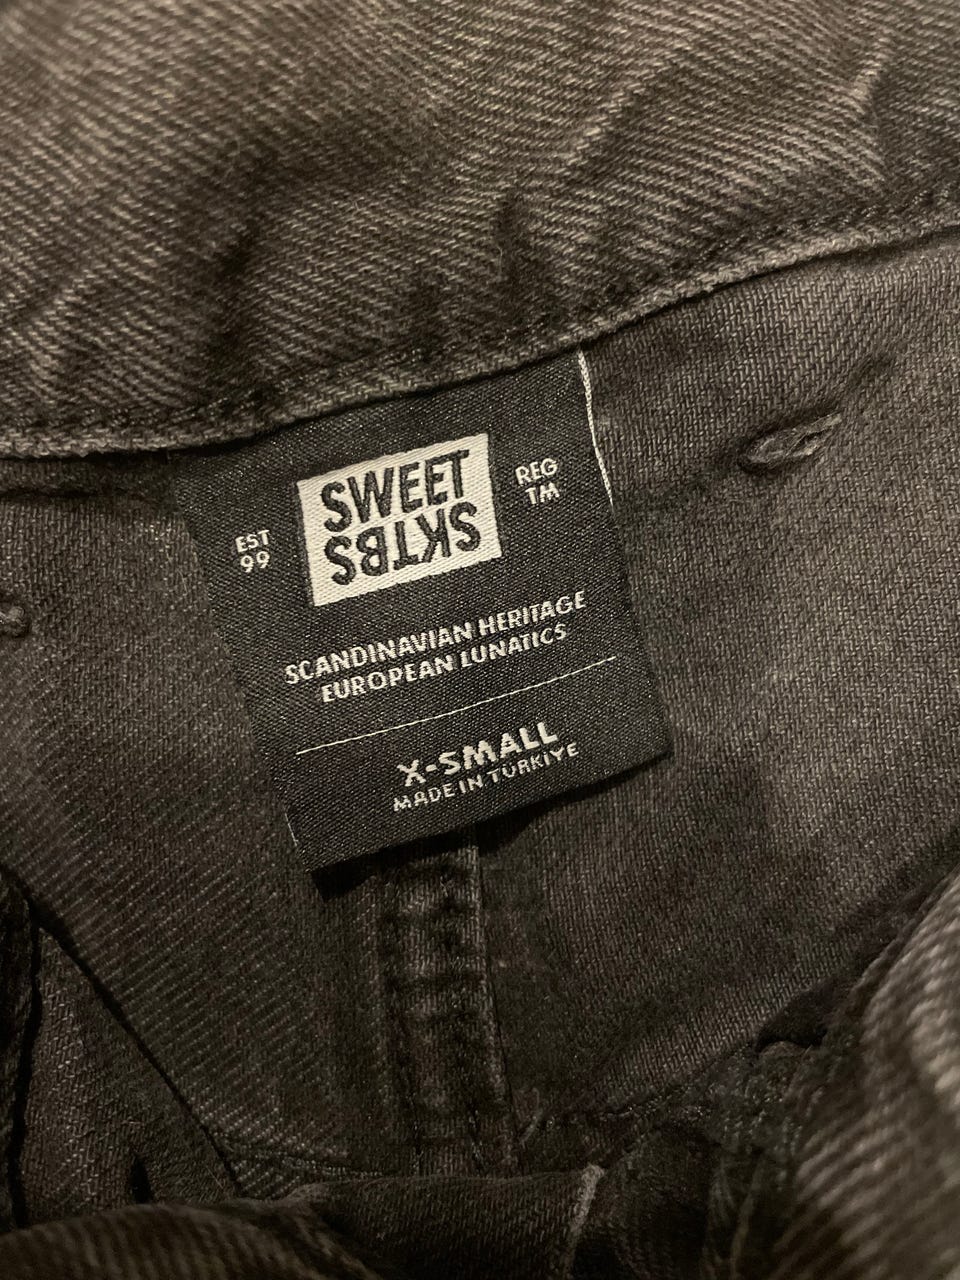 SWEET
SKTBS
EST
99
REG
TM
SCANDINAVIAN HERITAGE
EUROPEAN LUNATICS
X-SMALL
MADE IN TÜRKIYE